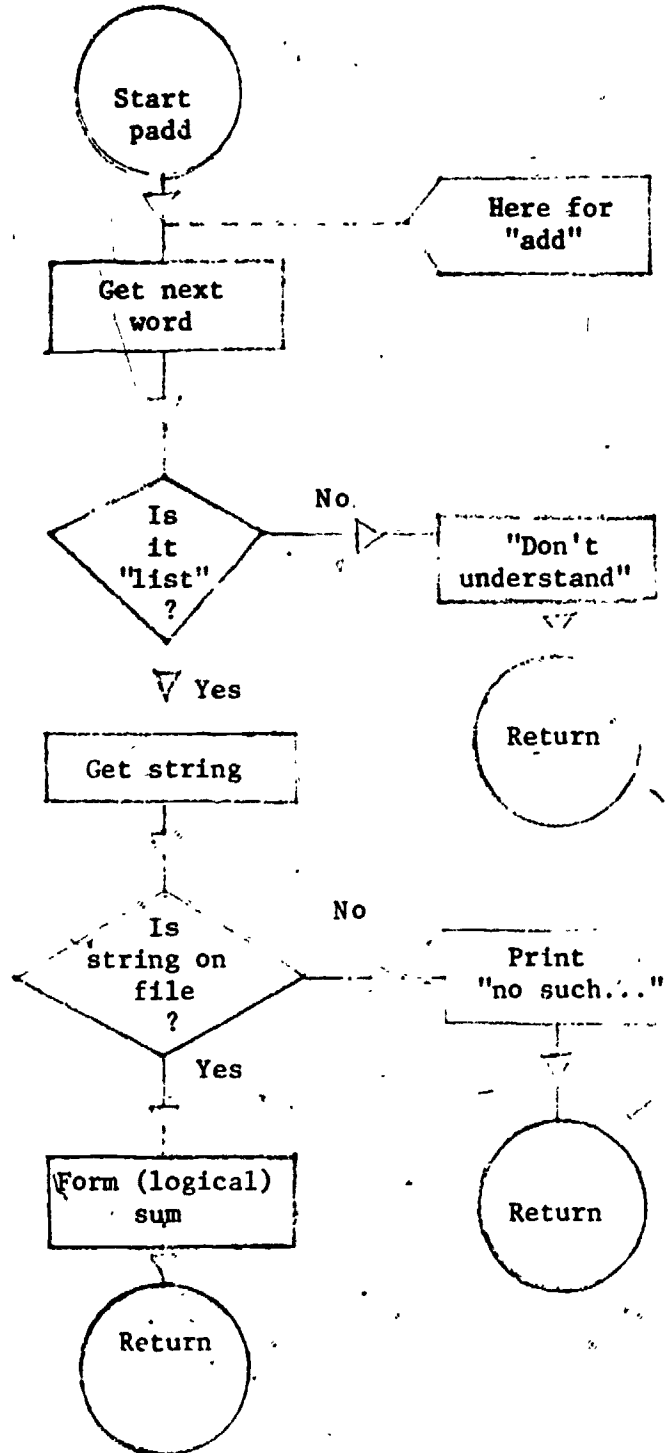 Start
padd
Here for
"add"
Get next
word
Is
it
"list"
?
No
"Don't
understand"
Yes
Return
Get string
Is
string on
file
?
No
Print
"no such..."
Yes
Form (logical)
sum
Return
Return